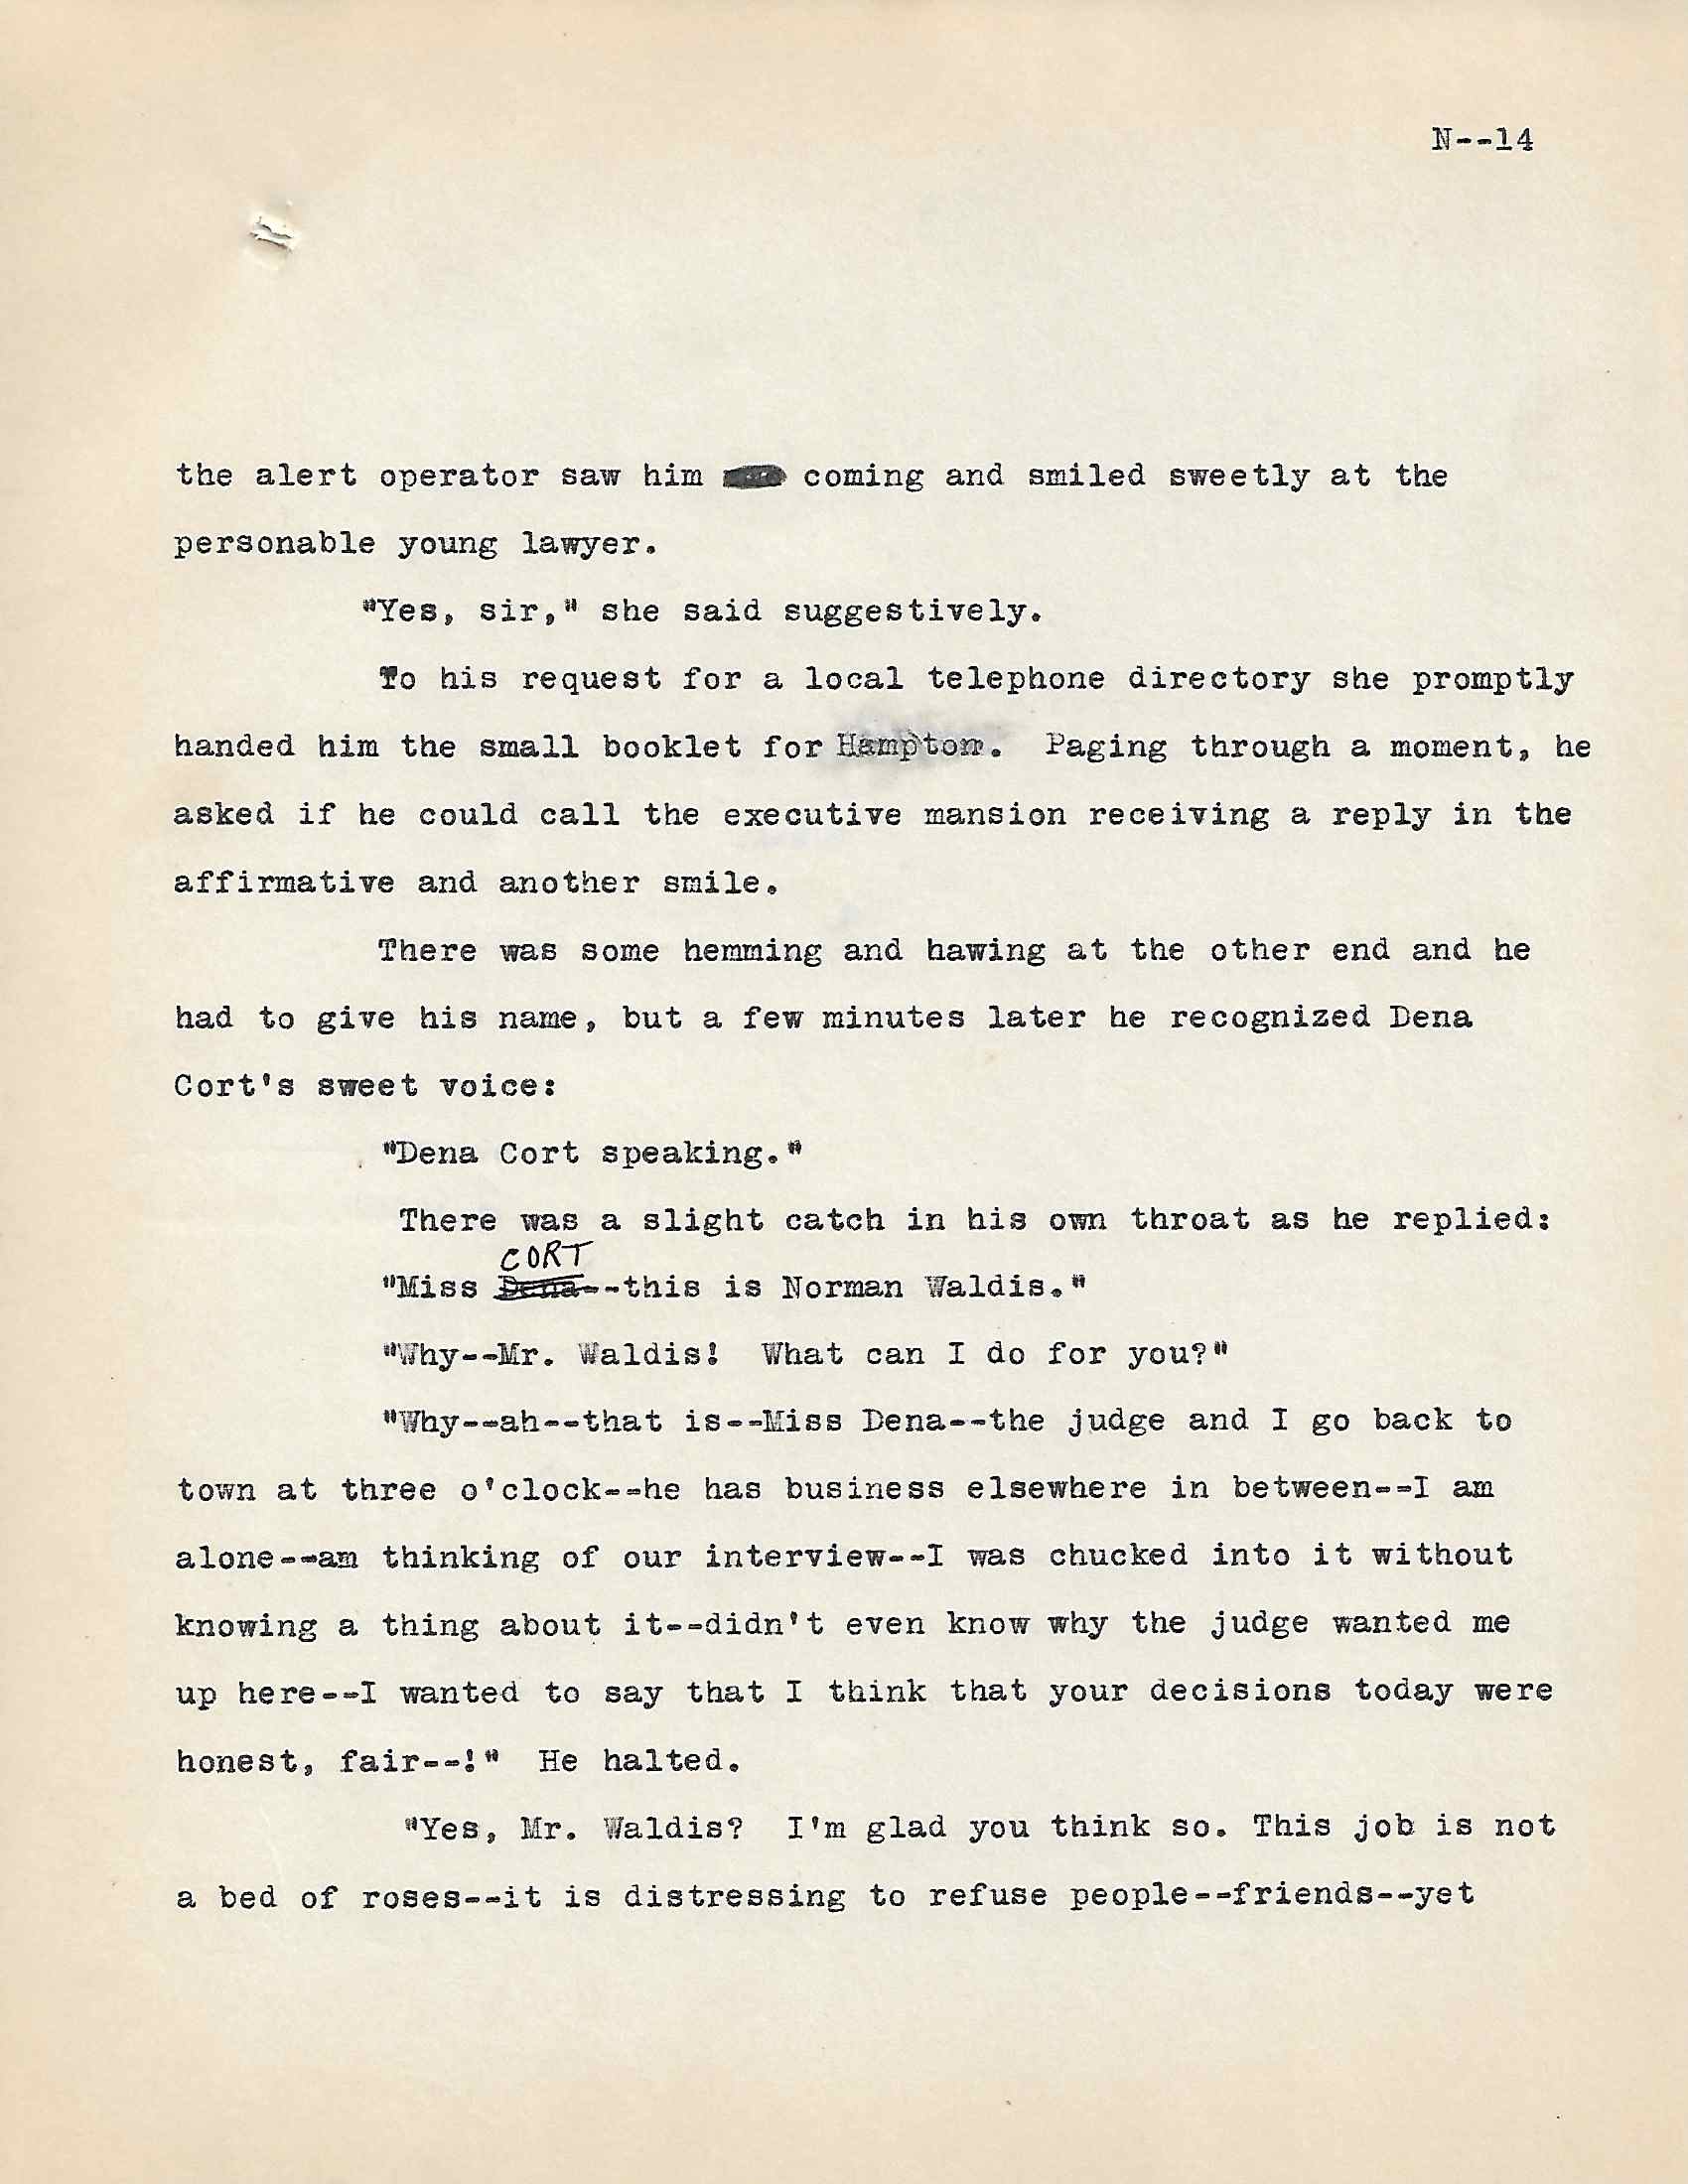 N--14
the alert operator saw him coming and smiled sweetly at the
personable young lawyer.
"Yes, sir," she said suggestively.
To his request for a local telephone directory she promptly
handed him the small booklet for Hampton. Paging through a moment, he
asked if he could call the executive mansion receiving a reply in the
affirmative and another smile.
There was some hemming and hawing at the other end and he
had to give his name, but a few minutes later he recognized Dena
Cort's sweet voice:
"Dena Cort speaking."
There was a slight catch in his own throat as he replied:
CORT
"Miss Dena--this is Norman Waldis."
"Why--Mr. Waldis! What can I do for you?"
"Why--ah--that is--Miss Dena--the judge and I go back to
town at three o'clock--he has business elsewhere in between--I am
alone--am thinking of our interview--I was chucked into it without
knowing a thing about it--didn't even know why the judge wanted me
up here--I wanted to say that I think that your decisions today were
honest, fair--!" He halted.
"Yes, Mr. Waldis? I'm glad you think so. This job is not
a bed of roses--it is distressing to refuse people--friends--yet